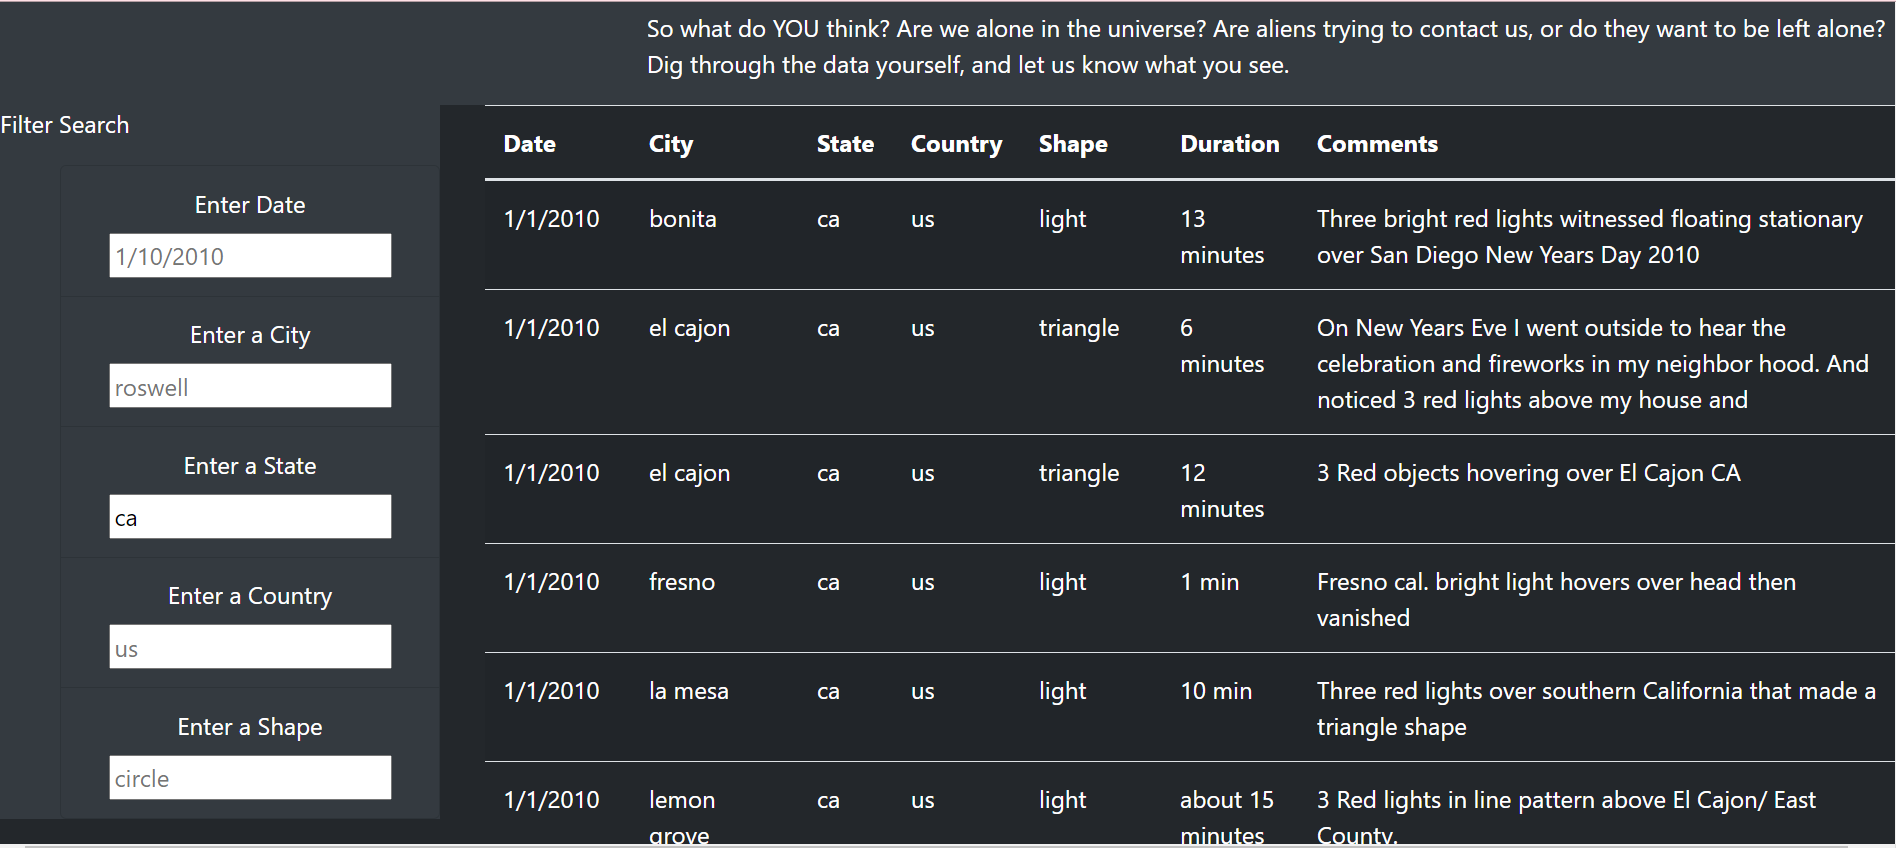 So what do YOU think? Are we alone in the universe? Are aliens trying to contact us, or do they want to be left alone?
Dig through the data yourself, and let us know what you see.
Filter Search
Enter Date
1/10/2010
Enter a City
roswell
Enter a State
ca
Enter a Country
us
Enter a Shape
circle
Date City State Country Shape Duration Comments
1/1/2010 bonita ca us light 13 Three bright red lights witnessed floating stationary
minutes over San Diego New Years Day 2010
1/1/2010 el cajon ca us triangle 6 On New Years Eve I went outside to hear the
minutes celebration and fireworks in my neighbor hood. And
noticed 3 red lights above my house and
1/1/2010 el cajon ca us triangle 12 3 Red objects hovering over El Cajon CA
minutes
1/1/2010 fresno ca us light 1 min Fresno cal. bright light hovers over head then
vanished
1/1/2010 la mesa ca us light 10 min Three red lights over southern California that made a
triangle shape
1/1/2010 lemon ca us light about 15 3 Red lights in line pattern above El Cajon/ East
grove minutes County.